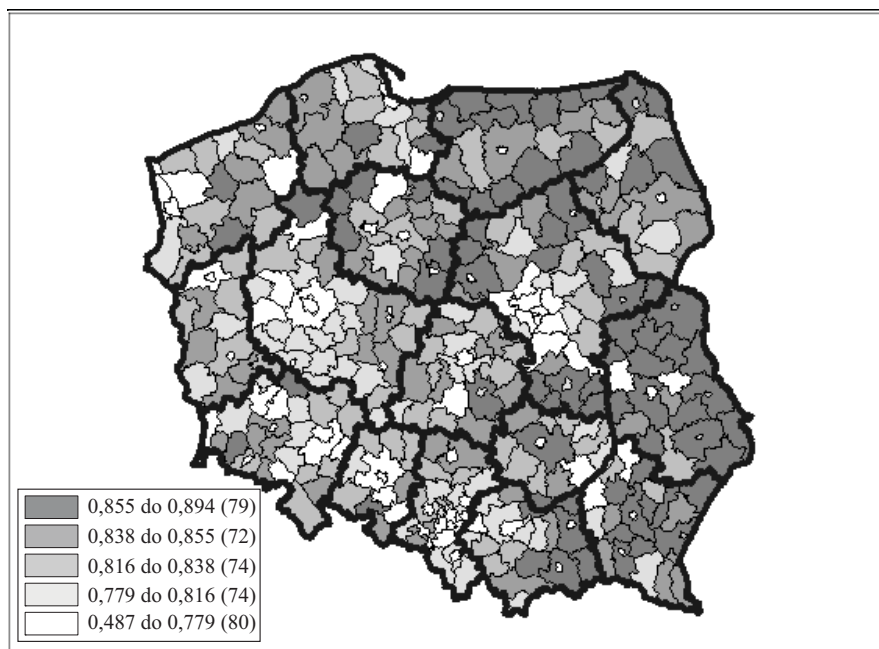 0,855 do 0,894 (79)
0,838 do 0,855 (72)
0,816 do 0,838 (74)
0,779 do 0,816 (74)
0,487 do 0,779 (80)